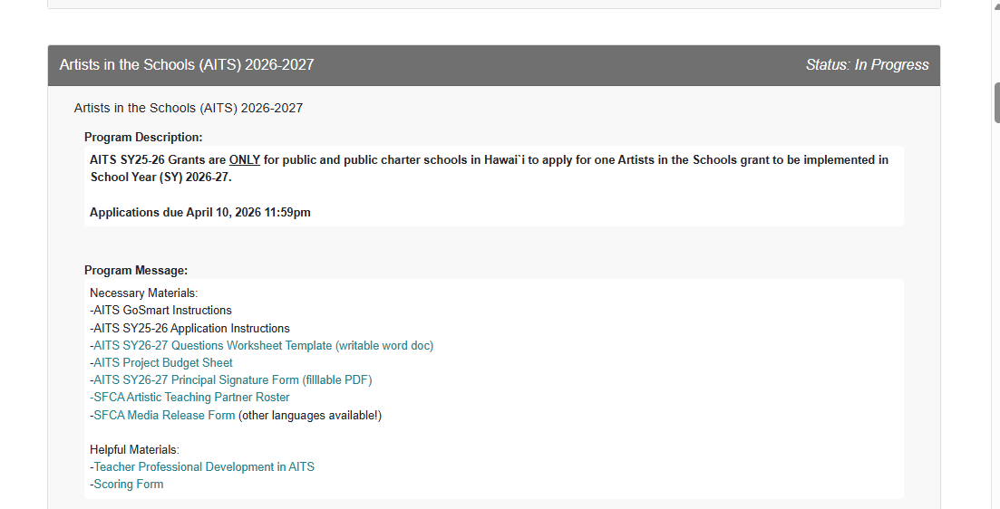 Artists in the Schools (AITS) 2026-2027
Status: In Progress
Artists in the Schools (AITS) 2026-2027
Program Description:
AITS SY25-26 Grants are ONLY for public and public charter schools in Hawai`i to apply for one Artists in the Schools grant to be implemented in
School Year (SY) 2026-27.
Applications due April 10, 2026 11:59pm
Program Message:
Necessary Materials:
-AITS GoSmart Instructions
-AITS SY25-26 Application Instructions
-AITS SY26-27 Questions Worksheet Template (writable word doc)
-AITS Project Budget Sheet
-AITS SY26-27 Principal Signature Form (filllable PDF)
-SFCA Artistic Teaching Partner Roster
-SFCA Media Release Form (other languages available!)
Helpful Materials:
-Teacher Professional Development in AITS
-Scoring Form